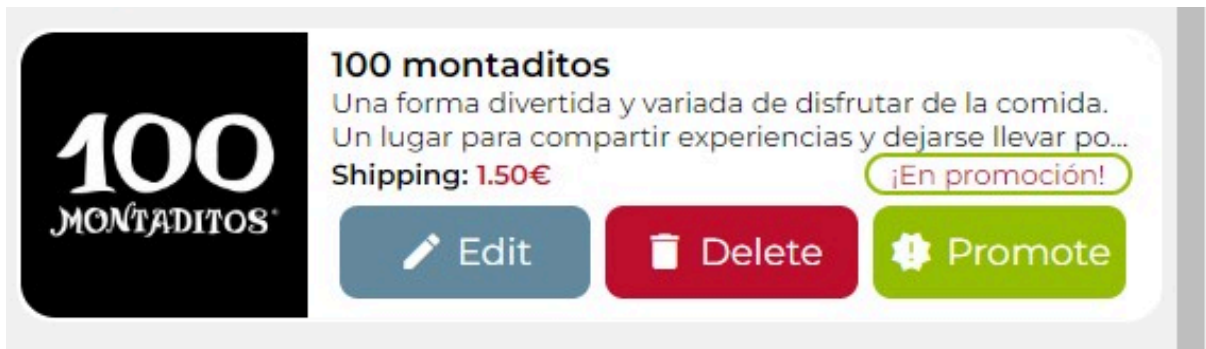 100
MONTADITOS
100 montaditos
Una forma divertida y variada de disfrutar de la comida.
Un lugar para compartir experiencias y dejarse llevar po...
Shipping: 1.50€
¡En promoción!
Edit
Delete
Promote